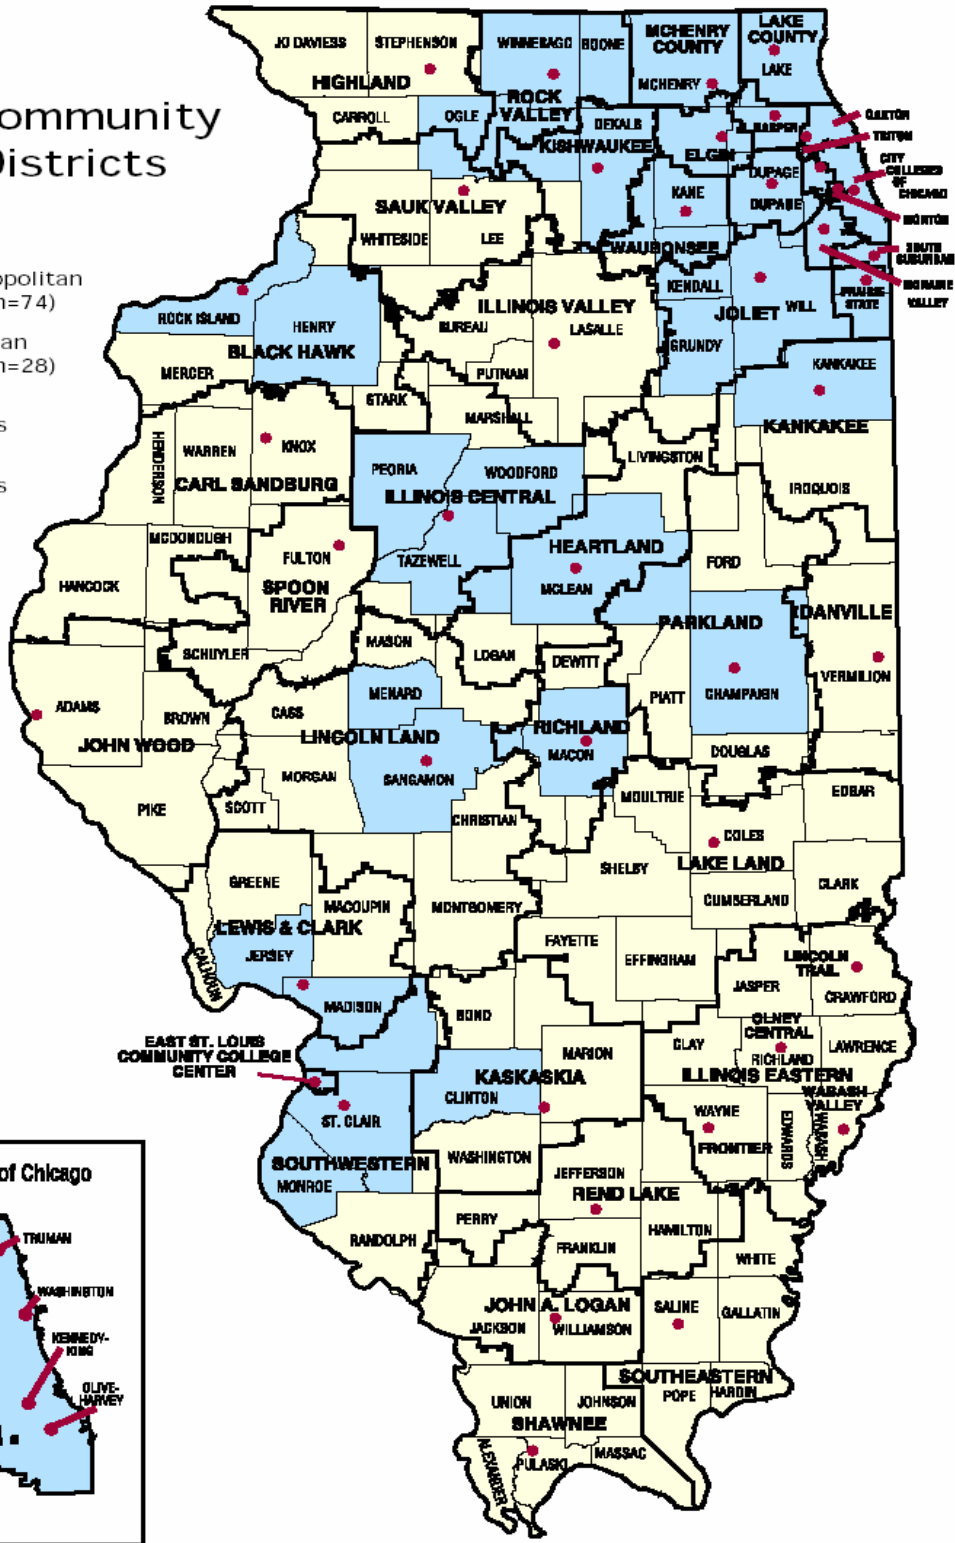 ommunity
istricts
opolitan
n=74)
an
n=28)
s
s
JO DAVIESS
STEPHENSON
HIGHLAND
WINNEBAGO
BOONE
MCHENRY
COUNTY
MCHENRY
LAKE
COUNTY
LAKE
CARROLL
OGLE
ROCK
VALLEY
DEKALB
KISHWAUKEE
ELGIN
HARPER
OAKTON
TRITON
CITY
COLLEGES
OF
CHICAGO
MORTON
SOUTH
SUBURBAN
MORAINE
VALLEY
DUPAGE
DUPAGE
KANE
SAUK VALLEY
WHITESIDE
LEE
WAUBONSEE
KENDALL
PRAIRIE
STATE
ROCK ISLAND
HENRY
BLACK HAWK
MERCER
BUREAU
ILLINOIS VALLEY
LASALLE
PUTNAM
JOLIET
WILL
GRUNDY
KANKAKEE
KANKAKEE
STARK
MARSHALL
HENDERSON
WARREN
KNOX
CARL SANDBURG
PEORIA
WOODFORD
ILLINOIS CENTRAL
TAZEWELL
LIVINGSTON
IROQUOIS
MCDONOUGH
HANCOCK
FULTON
SPOON
RIVER
HEARTLAND
MCLEAN
FORD
SCHUYLER
MASON
LOGAN
DEWITT
PARKLAND
CHAMPAIGN
DANVILLE
VERMILION
PIATT
ADAMS
BROWN
JOHN WOOD
PIKE
CASS
MENARD
LINCOLN LAND
SANGAMON
MORGAN
SCOTT
CHRISTIAN
RICHLAND
MACON
DOUGLAS
MOULTRIE
EDGAR
COLES
SHELBY
LAKE LAND
CUMBERLAND
CLARK
GREENE
MACOUPIN
MONTGOMERY
LEWIS & CLARK
JERSEY
CALHOUN
FAYETTE
EFFINGHAM
LINCOLN
TRAIL
JASPER
CRAWFORD
MADISON
BOND
EAST ST. LOUIS
COMMUNITY COLLEGE
CENTER
MARION
KASKASKIA
CLINTON
CLAY
OLNEY
CENTRAL
RICHLAND
LAWRENCE
ILLINOIS EASTERN
WABASH
VALLEY
ST. CLAIR
SOUTHWESTERN
MONROE
WASHINGTON
WAYNE
FRONTIER
EDWARDS
WABASH
JEFFERSON
REND LAKE
RANDOLPH
PERRY
HAMILTON
FRANKLIN
WHITE
JOHN A. LOGAN
JACKSON
WILLIAMSON
SALINE
GALLATIN
SOUTHEASTERN
POPE
HARDIN
UNION
JOHNSON
SHAWNEE
ALEXANDER
PULASKI
MASSAC
of Chicago
TRUMAN
WASHINGTON
KENNEDY-
KING
OLIVE-
HARVEY